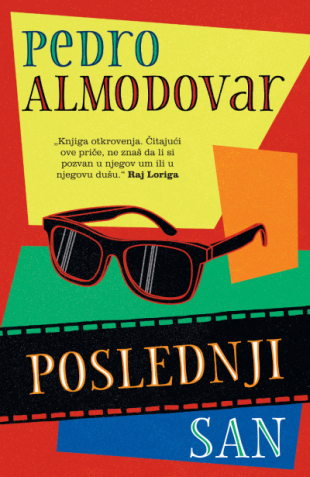 Pedro
ALMODOVAR
„Knjiga otkrovenja. Čitajući
ove priče, ne znaš da li si
pozvan u njegov um ili u
njegovu dušu.“ Raj Loriga
POSLEDNJI
SAN